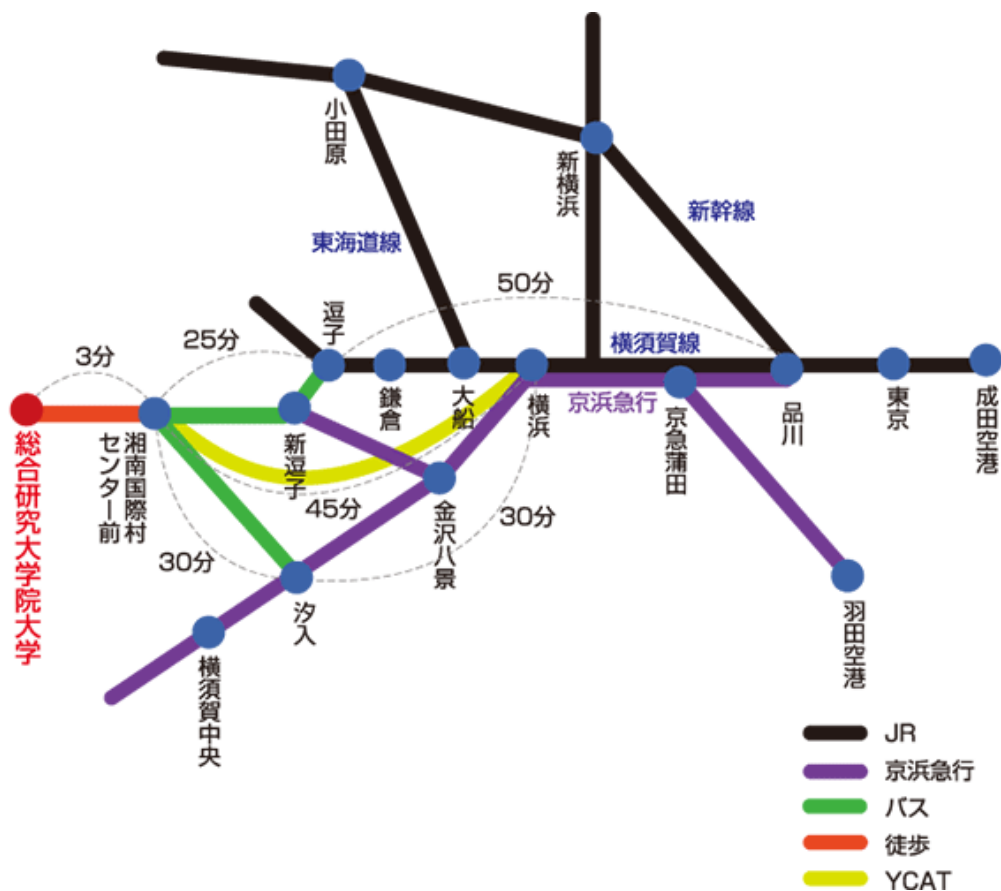 小田原
新横浜
新幹線
東海道線
50分
逗子
横須賀線
25分
3分
鎌倉
大船
横浜
京浜急行
京急蒲田
品川
東京
成田空港
総合研究大学院大学
湘南国際村
センター前
新逗子
45分
金沢八景
30分
30分
汐入
羽田空港
横須賀中央
JR
京浜急行
バス
徒歩
YCAT